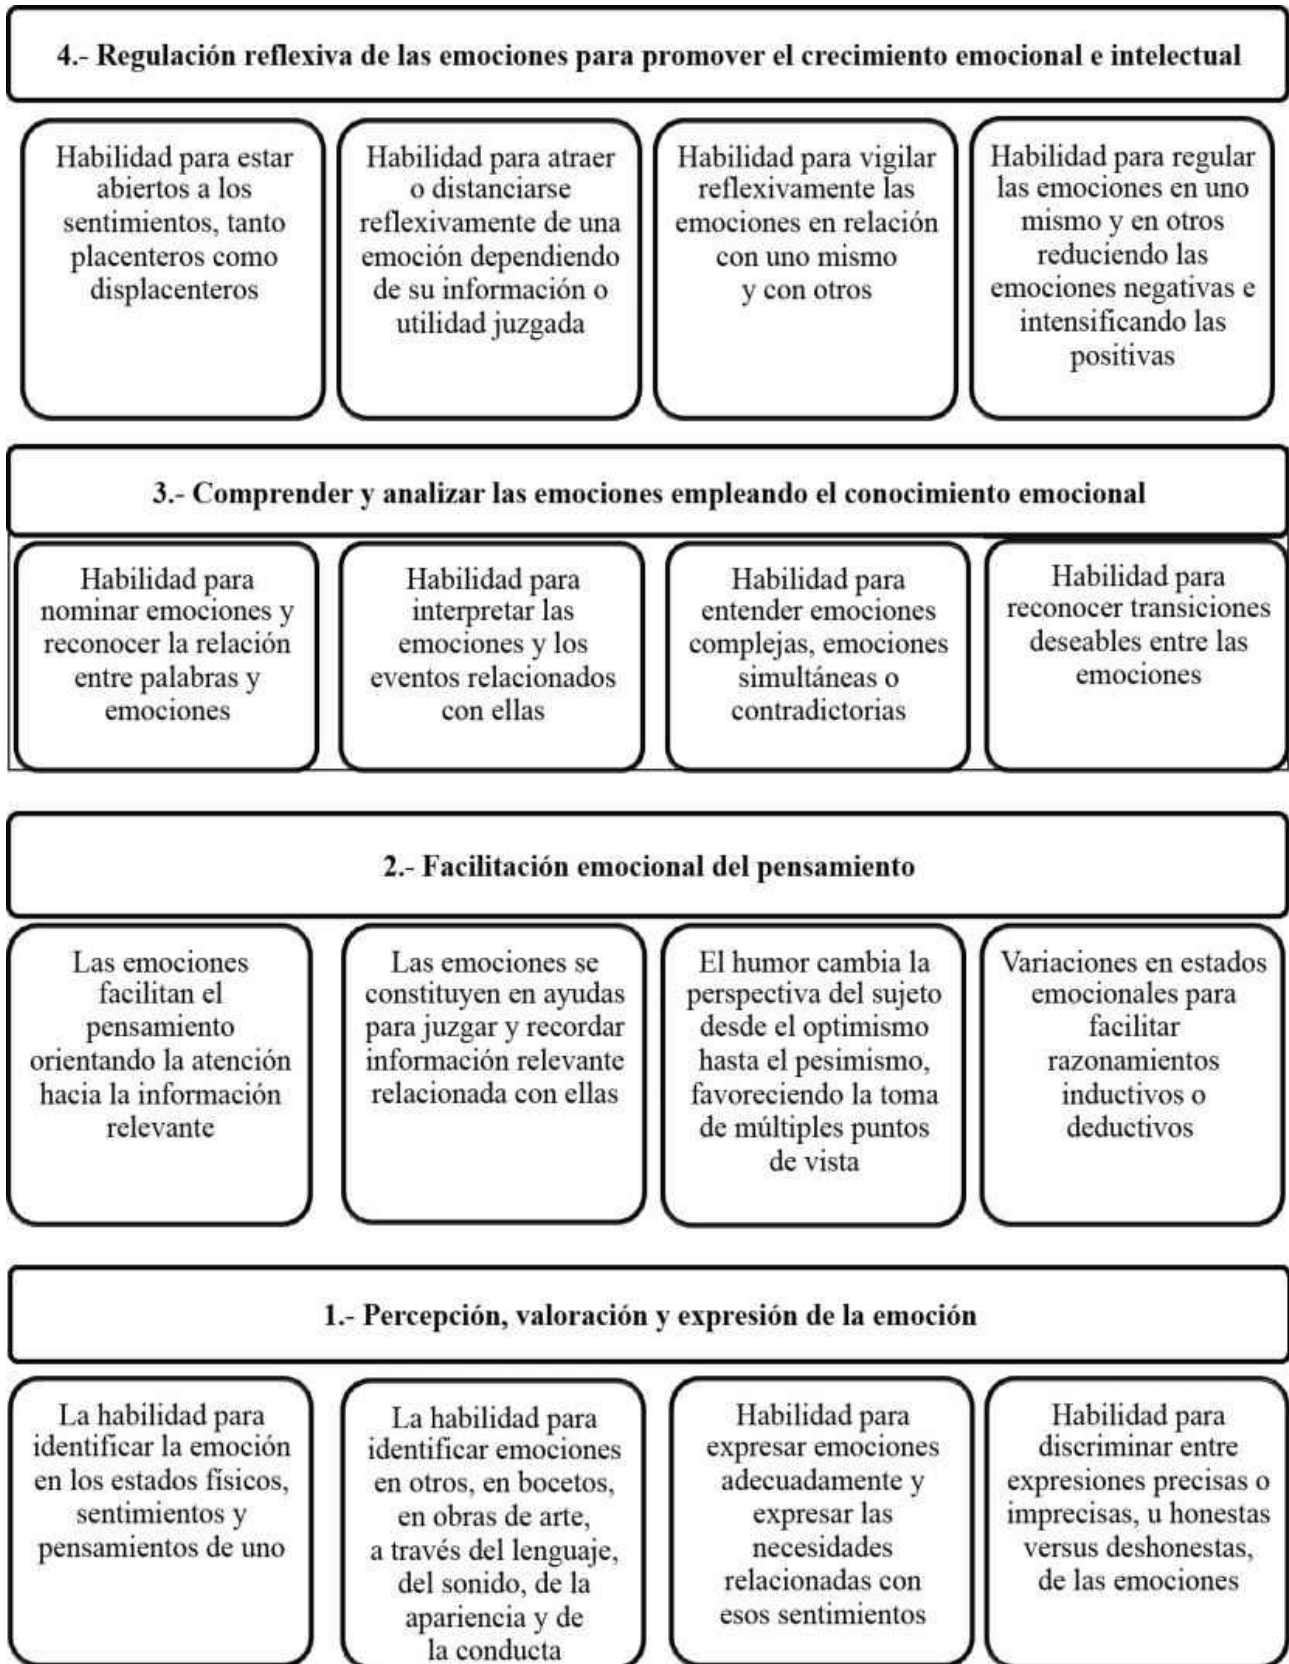 4.- Regulación reflexiva de las emociones para promover el crecimiento emocional e intelectual
Habilidad para estar
abiertos a los
sentimientos, tanto
placenteros como
displacenteros
Habilidad para atraer
o distanciarse
reflexivamente de una
emoción dependiendo
de su información o
utilidad juzgada
Habilidad para vigilar
reflexivamente las
emociones en relación
con uno mismo
y con otros
Habilidad para regular
las emociones en uno
mismo y en otros
reduciendo las
emociones negativas e
intensificando las
positivas
3.- Comprender y analizar las emociones empleando el conocimiento emocional
Habilidad para
nominar emociones y
reconocer la relación
entre palabras y
emociones
Habilidad para
interpretar las
emociones y los
eventos relacionados
con ellas
Habilidad para
entender emociones
complejas, emociones
simultáneas o
contradictorias
Habilidad para
reconocer transiciones
deseables entre las
emociones
2.- Facilitación emocional del pensamiento
Las emociones
facilitan el
pensamiento
orientando la atención
hacia la información
relevante
Las emociones se
constituyen en ayudas
para juzgar y recordar
información relevante
relacionada con ellas
El humor cambia la
perspectiva del sujeto
desde el optimismo
hasta el pesimismo,
favoreciendo la toma
de múltiples puntos
de vista
Variaciones en estados
emocionales para
facilitar
razonamientos
inductivos o
deductivos
1.- Percepción, valoración y expresión de la emoción
La habilidad para
identificar la emoción
en los estados físicos,
sentimientos y
pensamientos de uno
La habilidad para
identificar emociones
en otros, en bocetos,
en obras de arte,
a través del lenguaje,
del sonido, de la
apariencia y de
la conducta
Habilidad para
expresar emociones
adecuadamente y
expresar las
necesidades
relacionadas con
esos sentimientos
Habilidad para
discriminar entre
expresiones precisas o
imprecisas, u honestas
versus deshonestas,
de las emociones